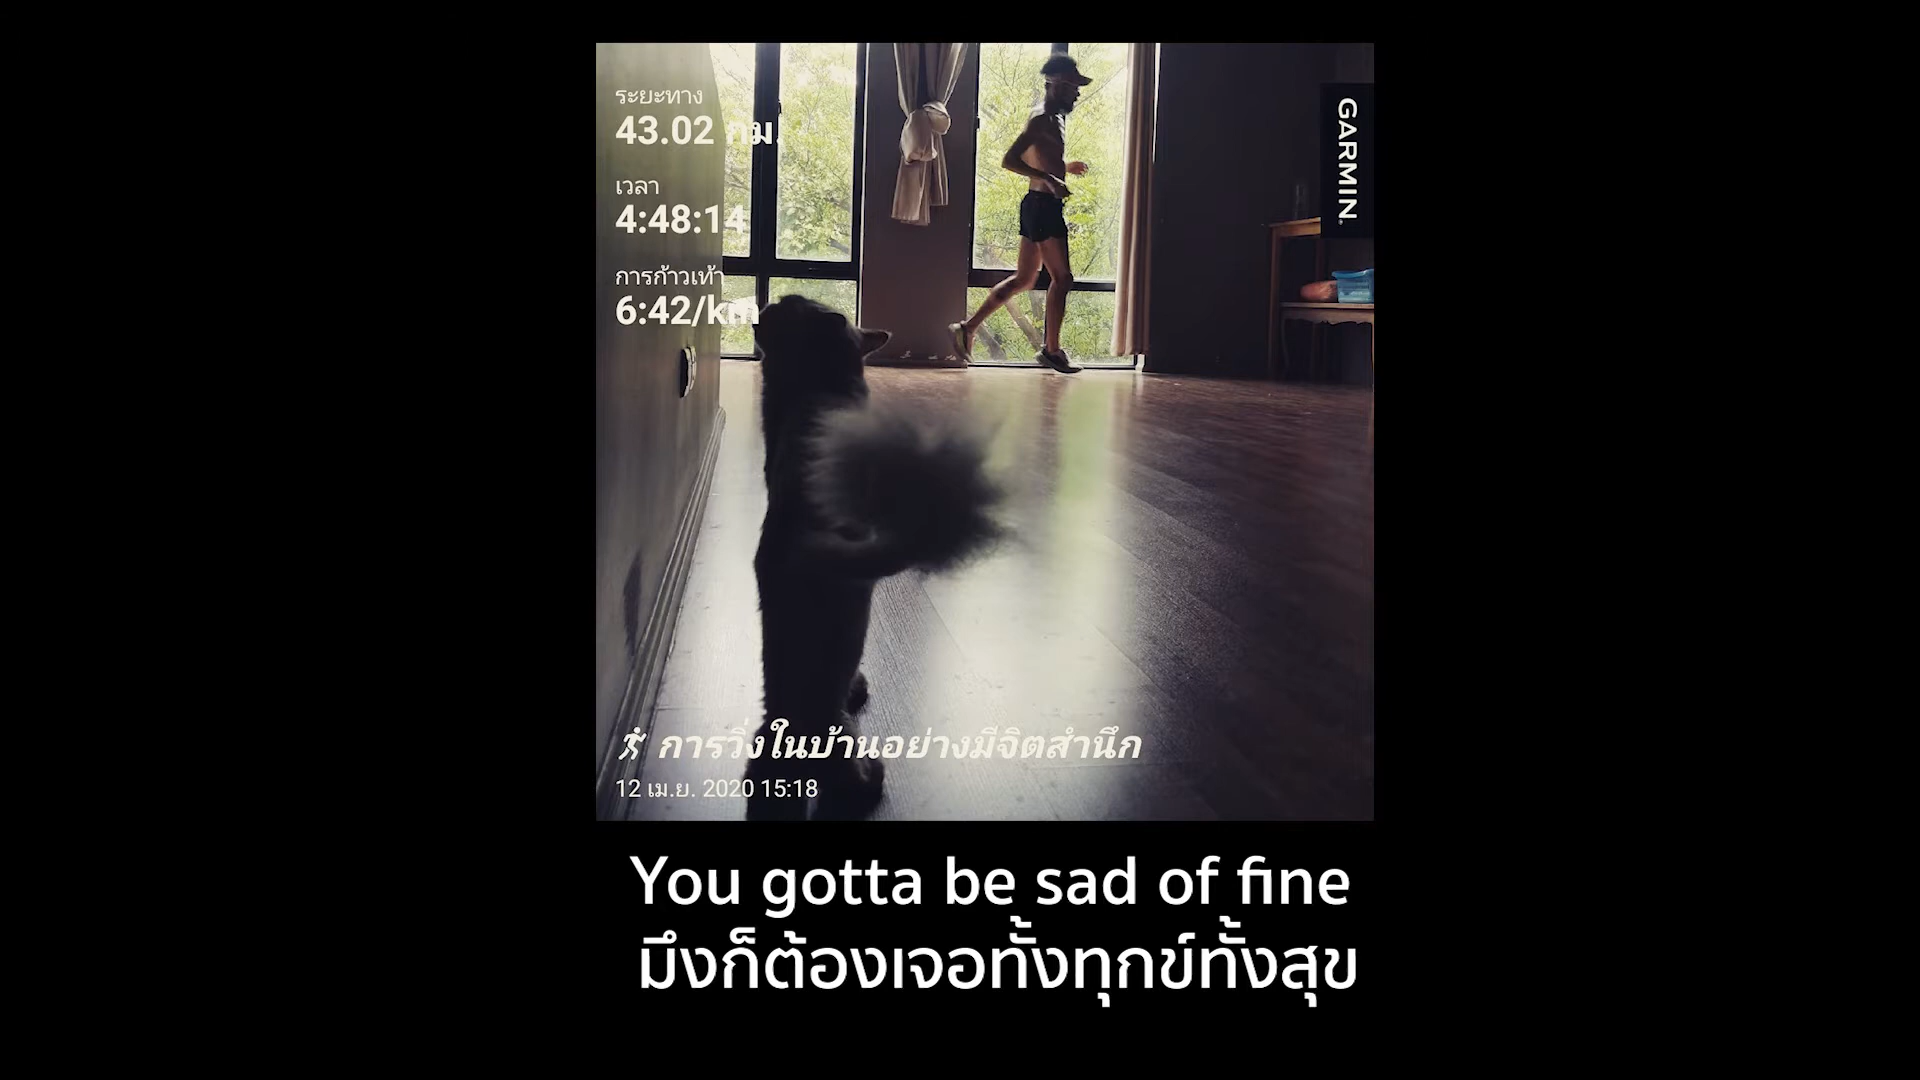 ระยะทาง
43.02 กม.
เวลา
4:48:14
การก้าวเท้า
6:42/km
GARMIN
การวิ่งในบ้านอย่างมีจิตสำนึก
12 เม.ย. 2020 15:18
You gotta be sad of fine
มึงก็ต้องเจอทั้งทุกข์ทั้งสุข